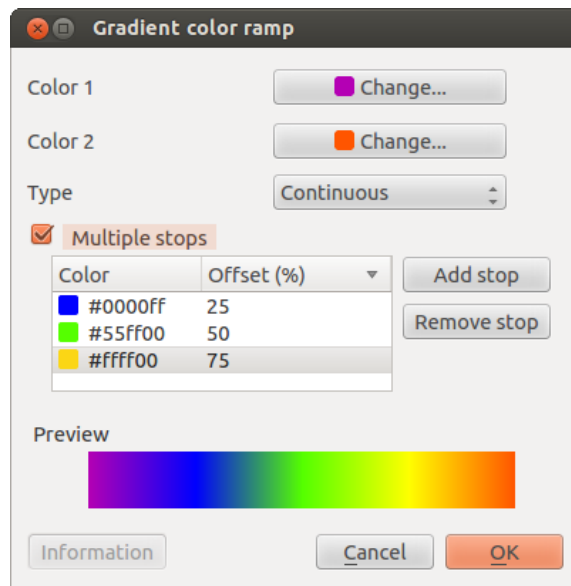 Gradient color ramp
Color 1 Change...
Color 2 Change...
Type Continuous
Multiple stops
Color Offset (%) Add stop
#0000ff 25
#55ff00 50 Remove stop
#ffff00 75
Preview
Information Cancel OK